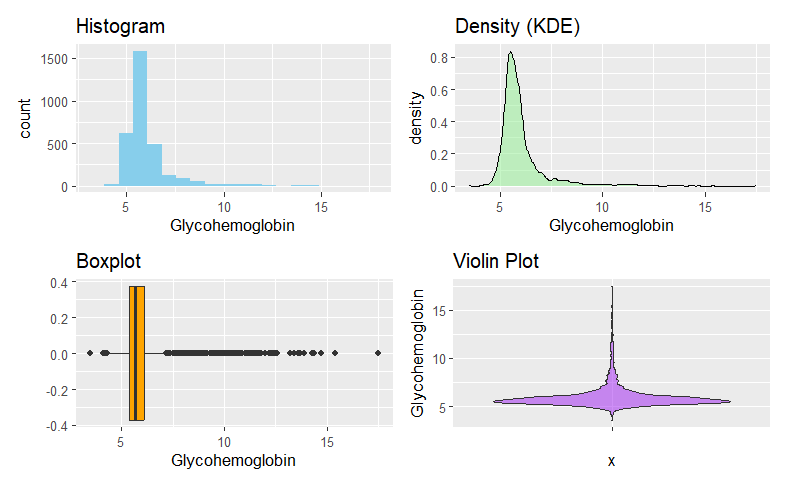 Histogram
count
1500
1000
500
0
5 10 15
Glycohemoglobin
Density (KDE)
density
0.8
0.6
0.4
0.2
0.0
5 10 15
Glycohemoglobin
Boxplot
0.4
0.2
0.0
-0.2
-0.4
5 10 15
Glycohemoglobin
Violin Plot
Glycohemoglobin
15
10
5
x